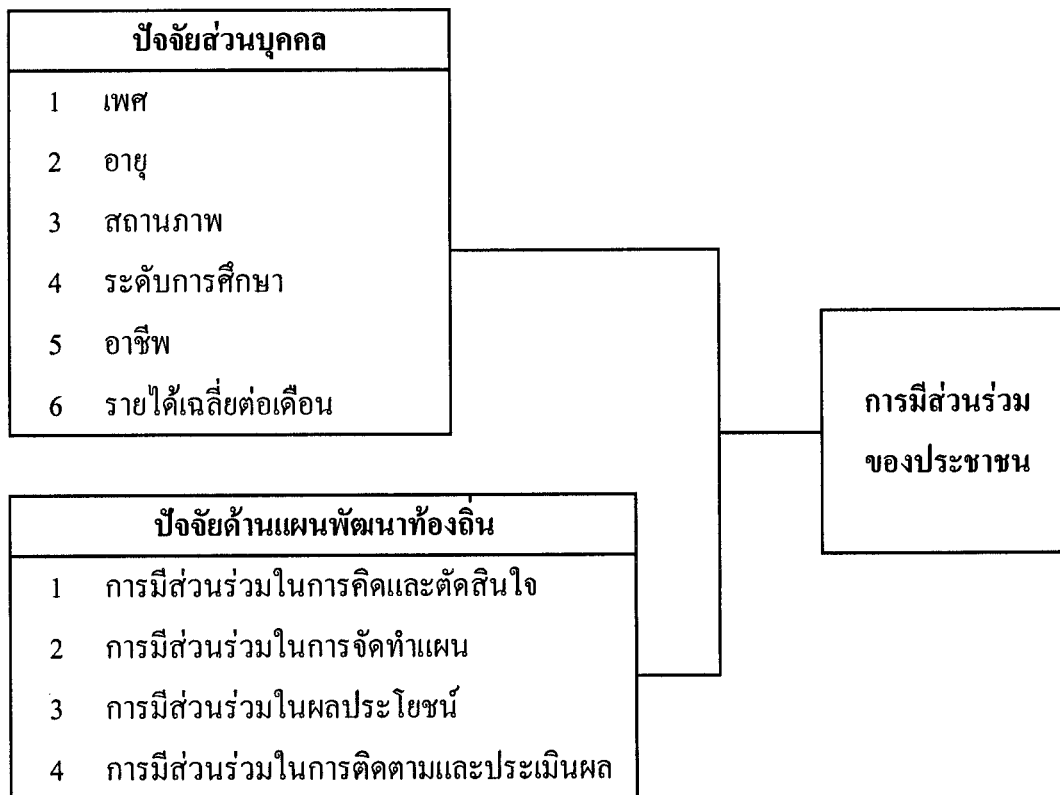 ปัจจัยส่วนบุคคล
1 เพศ
2 อายุ
3 สถานภาพ
4 ระดับการศึกษา
5 อาชีพ
6 รายได้เฉลี่ยต่อเดือน
ปัจจัยด้านแผนพัฒนาท้องถิ่น
1 การมีส่วนร่วมในการคิดและตัดสินใจ
2 การมีส่วนร่วมในการจัดทำแผน
3 การมีส่วนร่วมในผลประโยชน์
4 การมีส่วนร่วมในการติดตามและประเมินผล
การมีส่วนร่วม
ของประชาชน